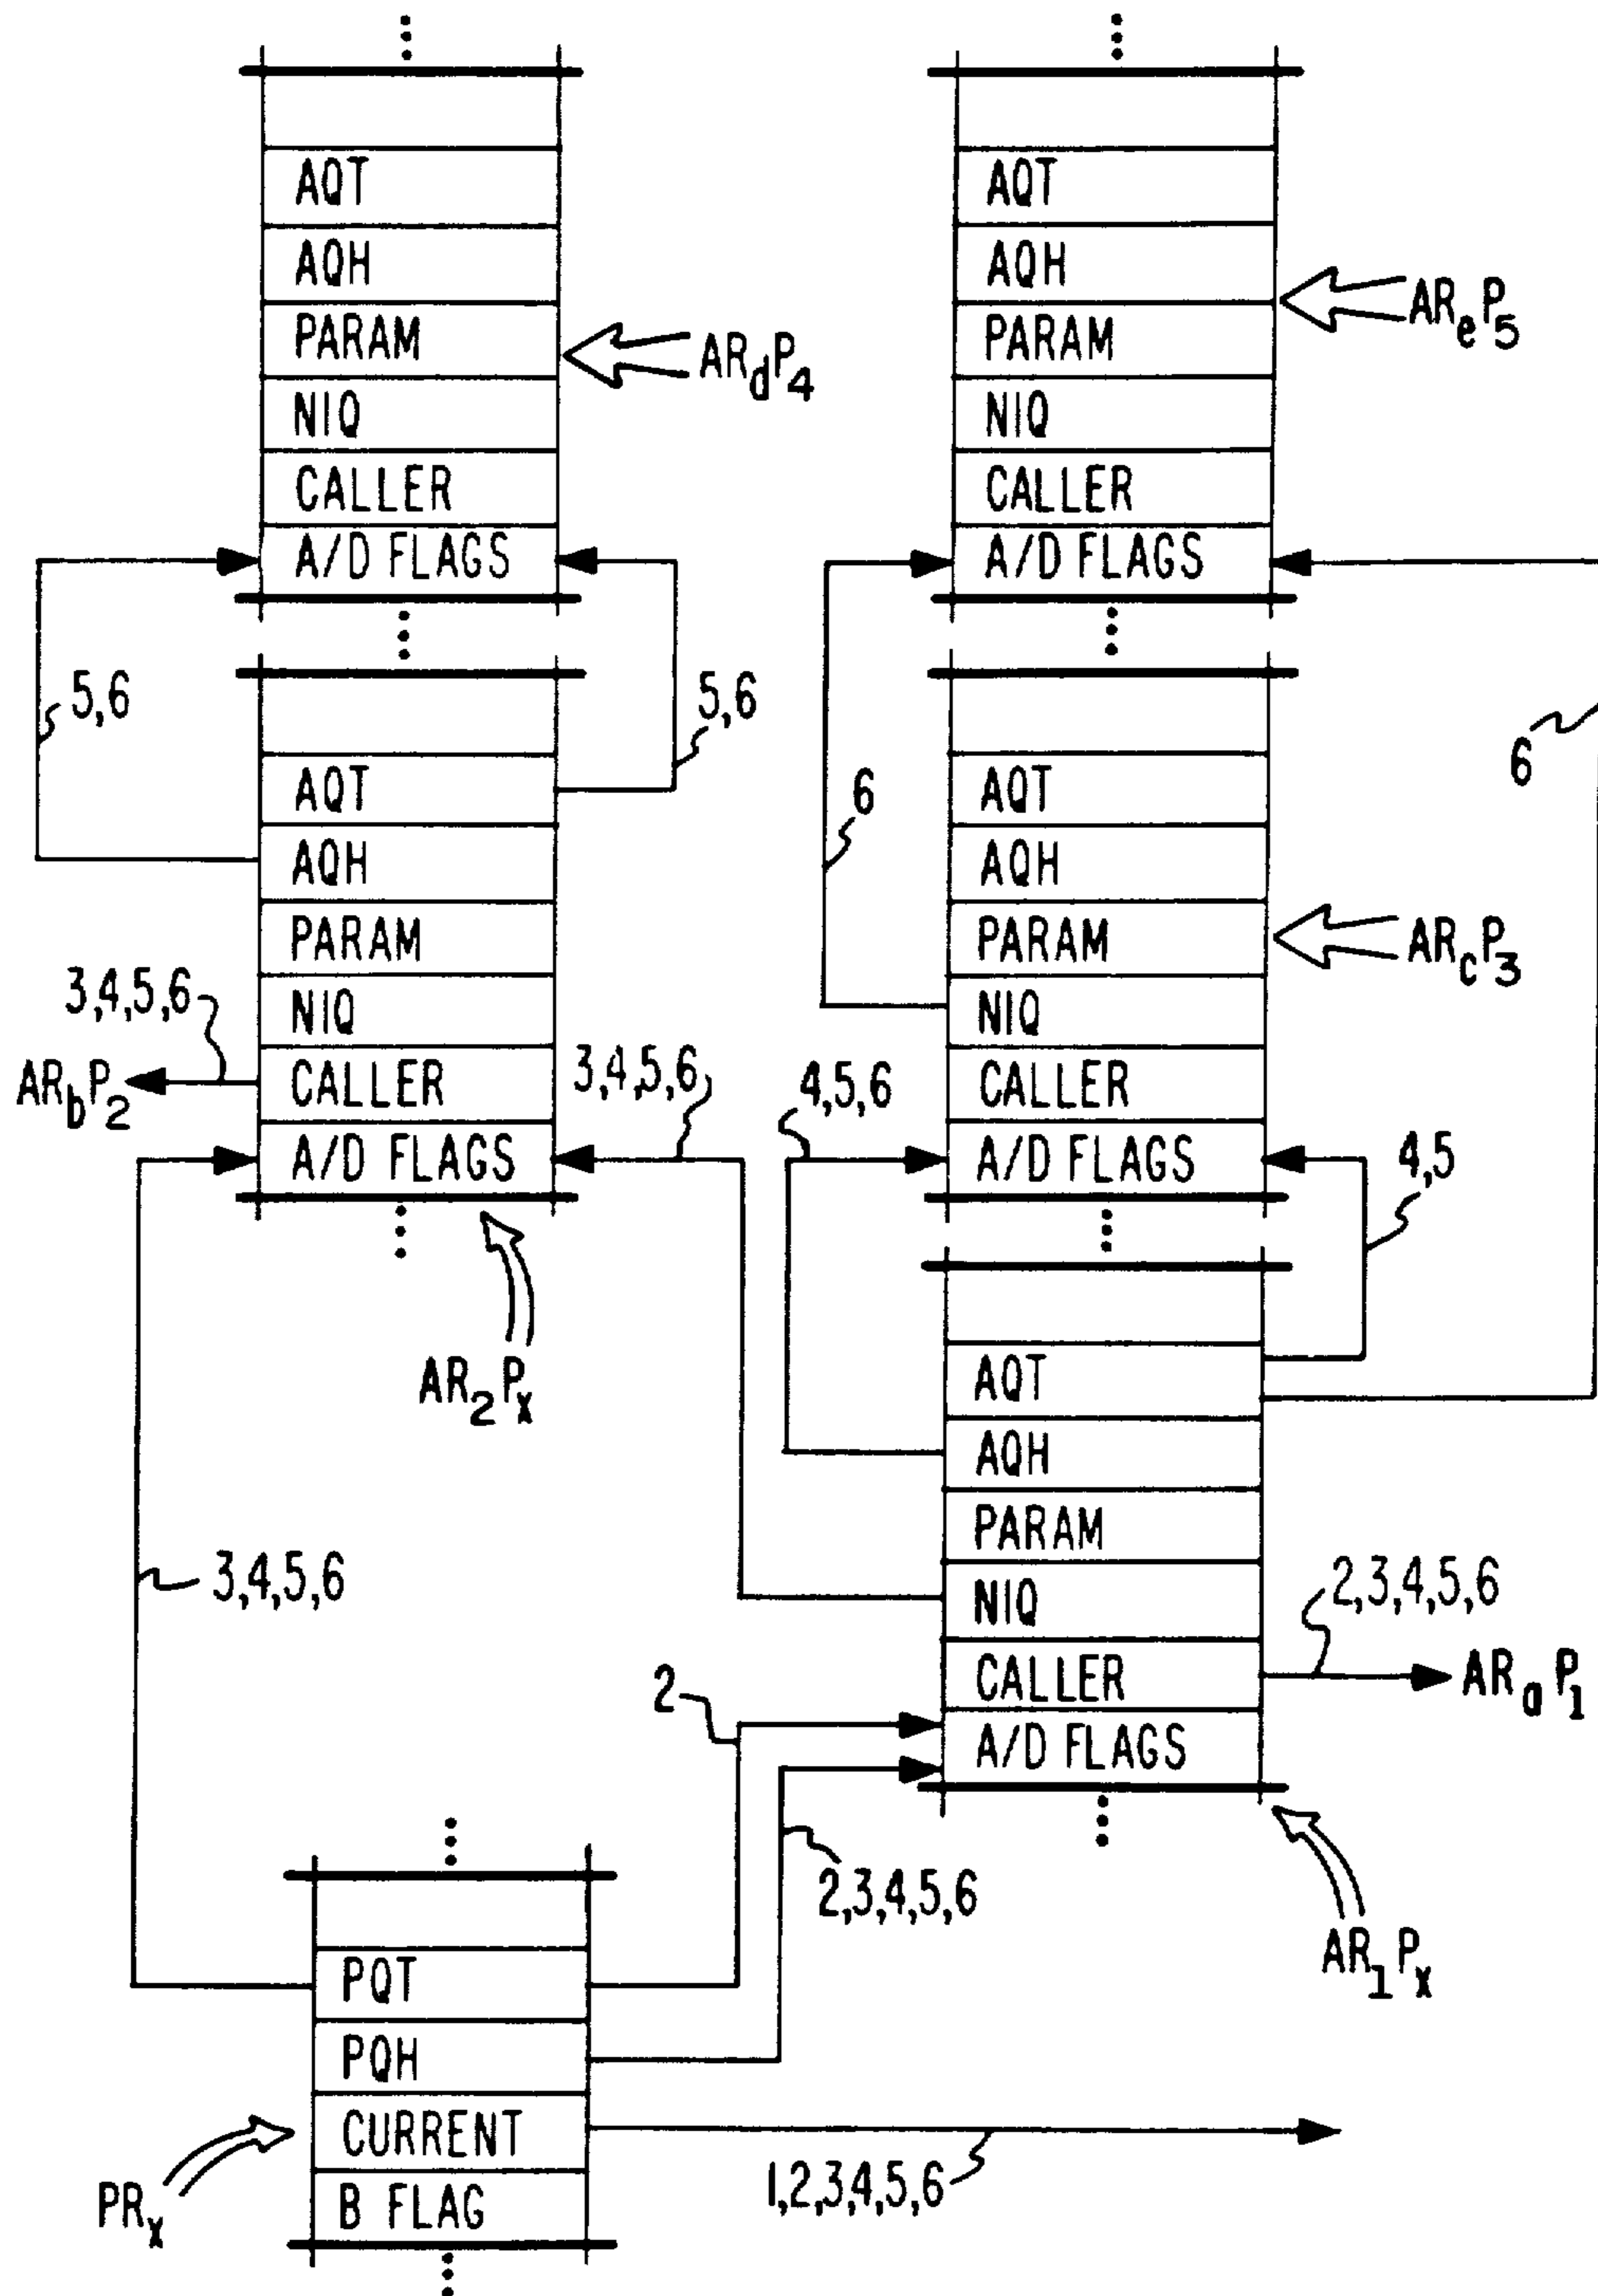 AQT
AQH
PARAM
NIQ
CALLER
A/D FLAGS
ARdP4
5,6
5,6
AQT
AQH
PARAM
NIQ
CALLER
A/D FLAGS
3,4,5,6
ARbP2
3,4,5,6
AR2Px
3,4,5,6
AQT
AQH
PARAM
NIQ
CALLER
A/D FLAGS
AReP5
6
6
AQT
AQH
PARAM
NIQ
CALLER
A/D FLAGS
ARcP3
4,5,6
4,5
AQT
AQH
PARAM
NIQ
CALLER
A/D FLAGS
2,3,4,5,6
ARaP1
2
2,3,4,5,6
AR1Px
PQT
PQH
CURRENT
B FLAG
PRx
1,2,3,4,5,6